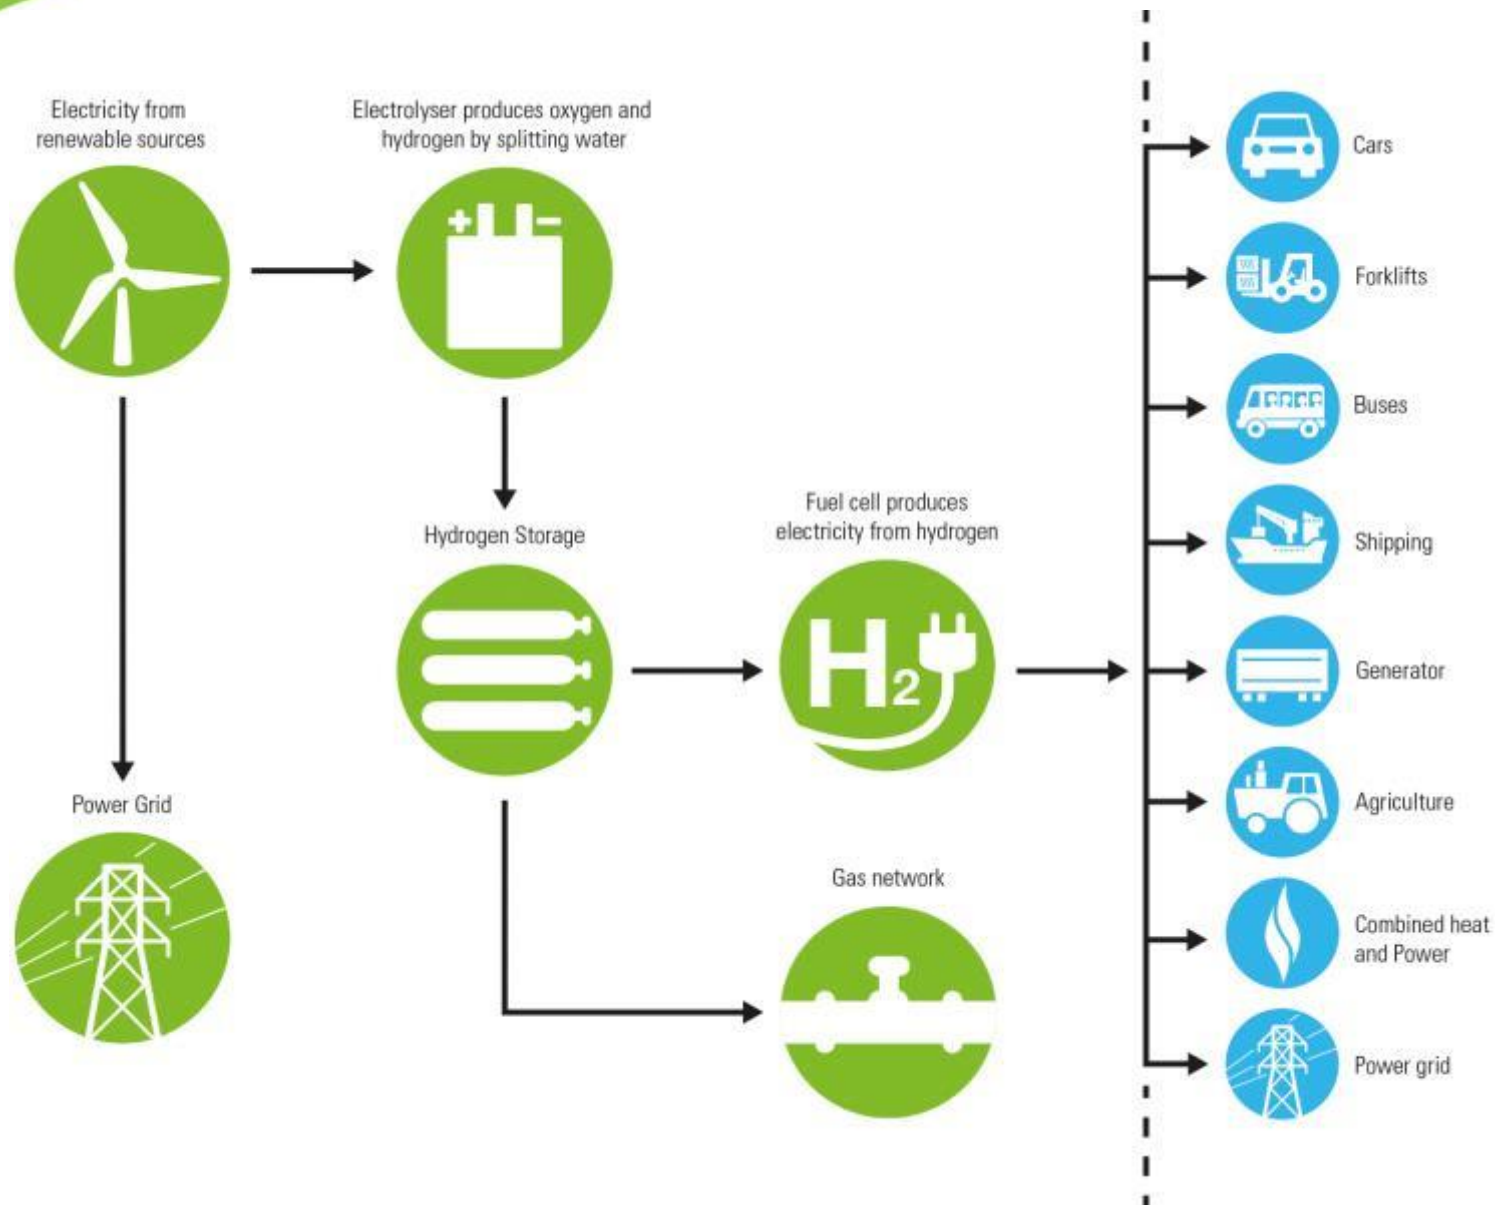 Electricity from
renewable sources
Electrolyser produces oxygen and
hydrogen by splitting water
Hydrogen Storage
Fuel cell produces
electricity from hydrogen
H2
Power Grid
Gas network
Cars
Forklifts
Buses
Shipping
Generator
Agriculture
Combined heat
and Power
Power grid